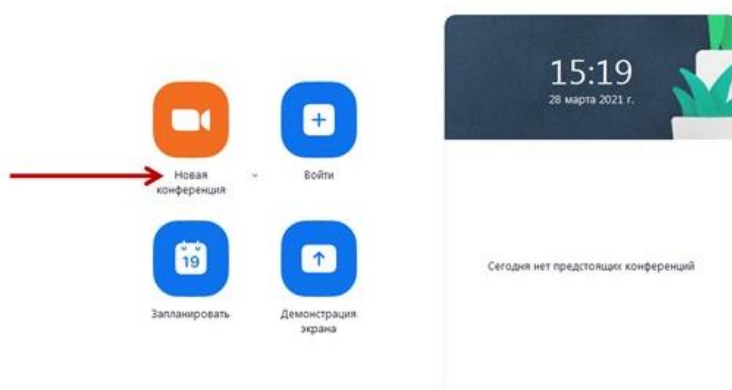 15:19
28 марта 2021 г.
Новая
конференция
Войти
19
Запланировать
Демонстрация
экрана
Сегодня нет предстоящих конференций